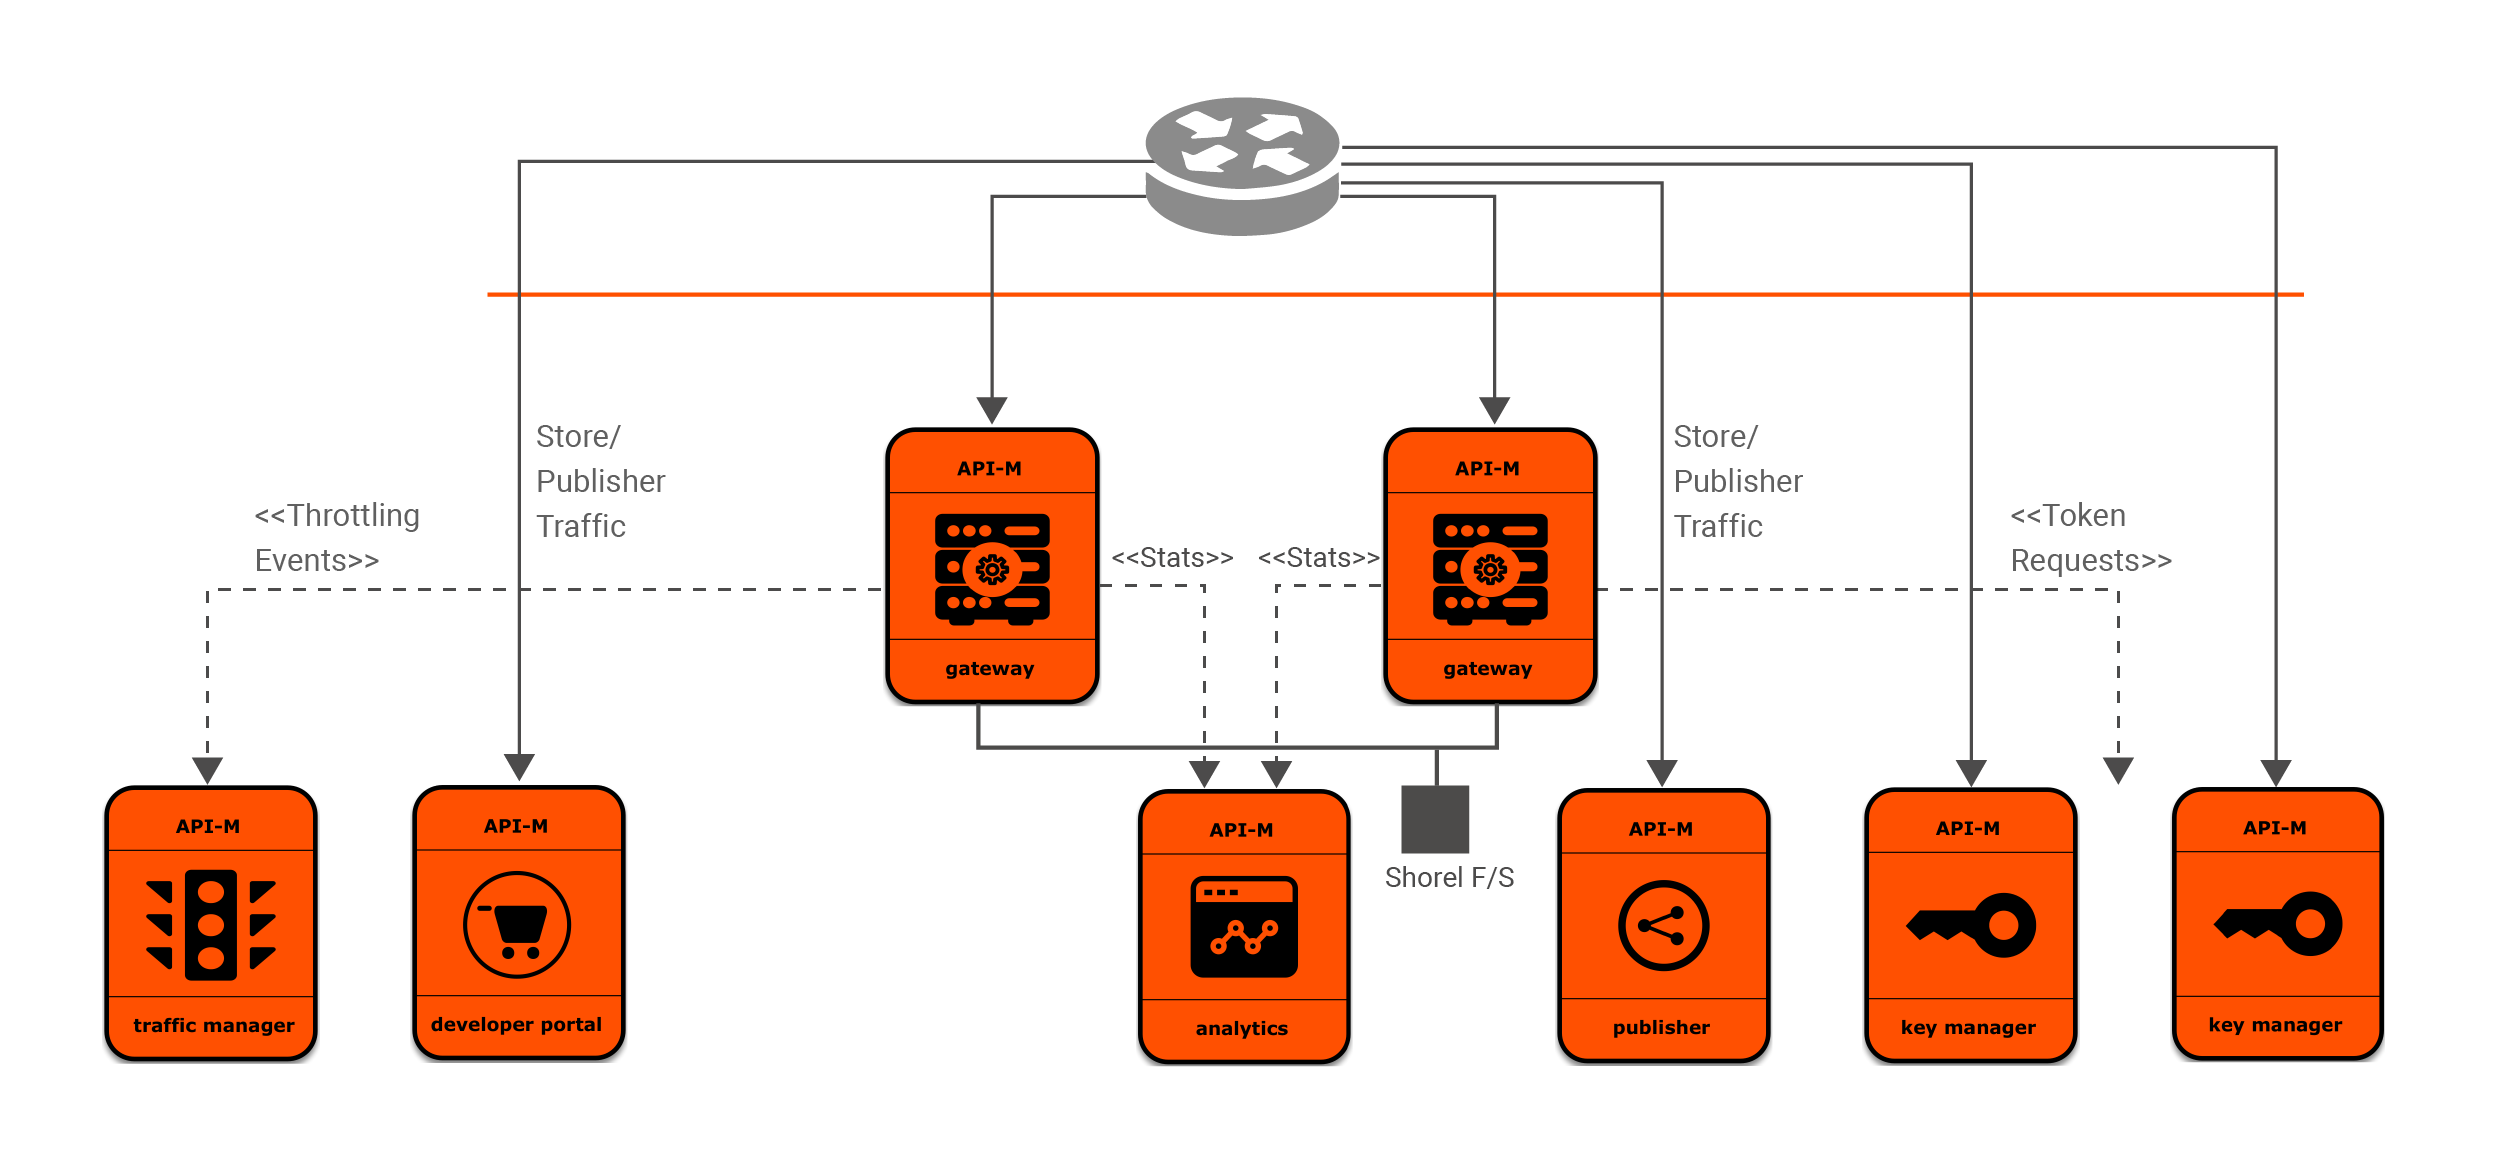 API-M
gateway
API-M
gateway
Store/
Publisher
Traffic
Store/
Publisher
Traffic
<<Throttling
Events>>
<<Stats>>
<<Stats>>
<<Token
Requests>>
API-M
traffic manager
API-M
developer portal
API-M
analytics
Shorel F/S
API-M
publisher
API-M
key manager
API-M
key manager